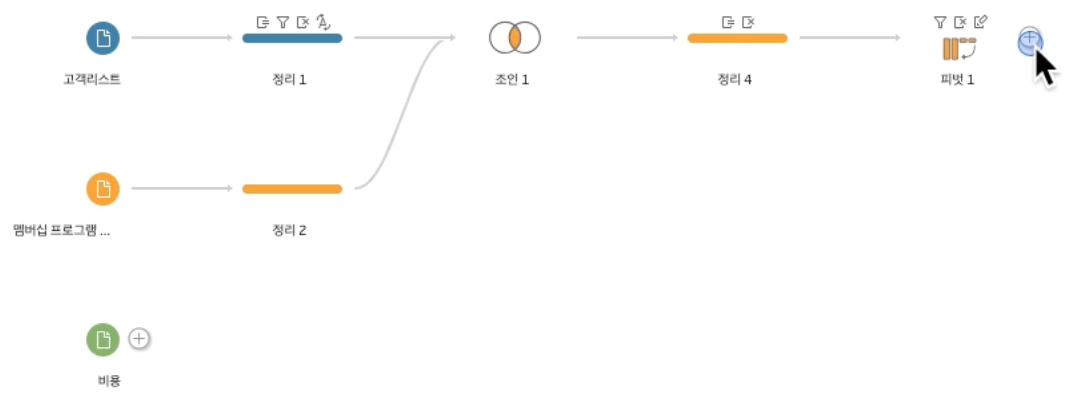 고객리스트
정리 1
조인 1
정리 4
피벗 1
멤버십 프로그램 ...
정리 2
비용